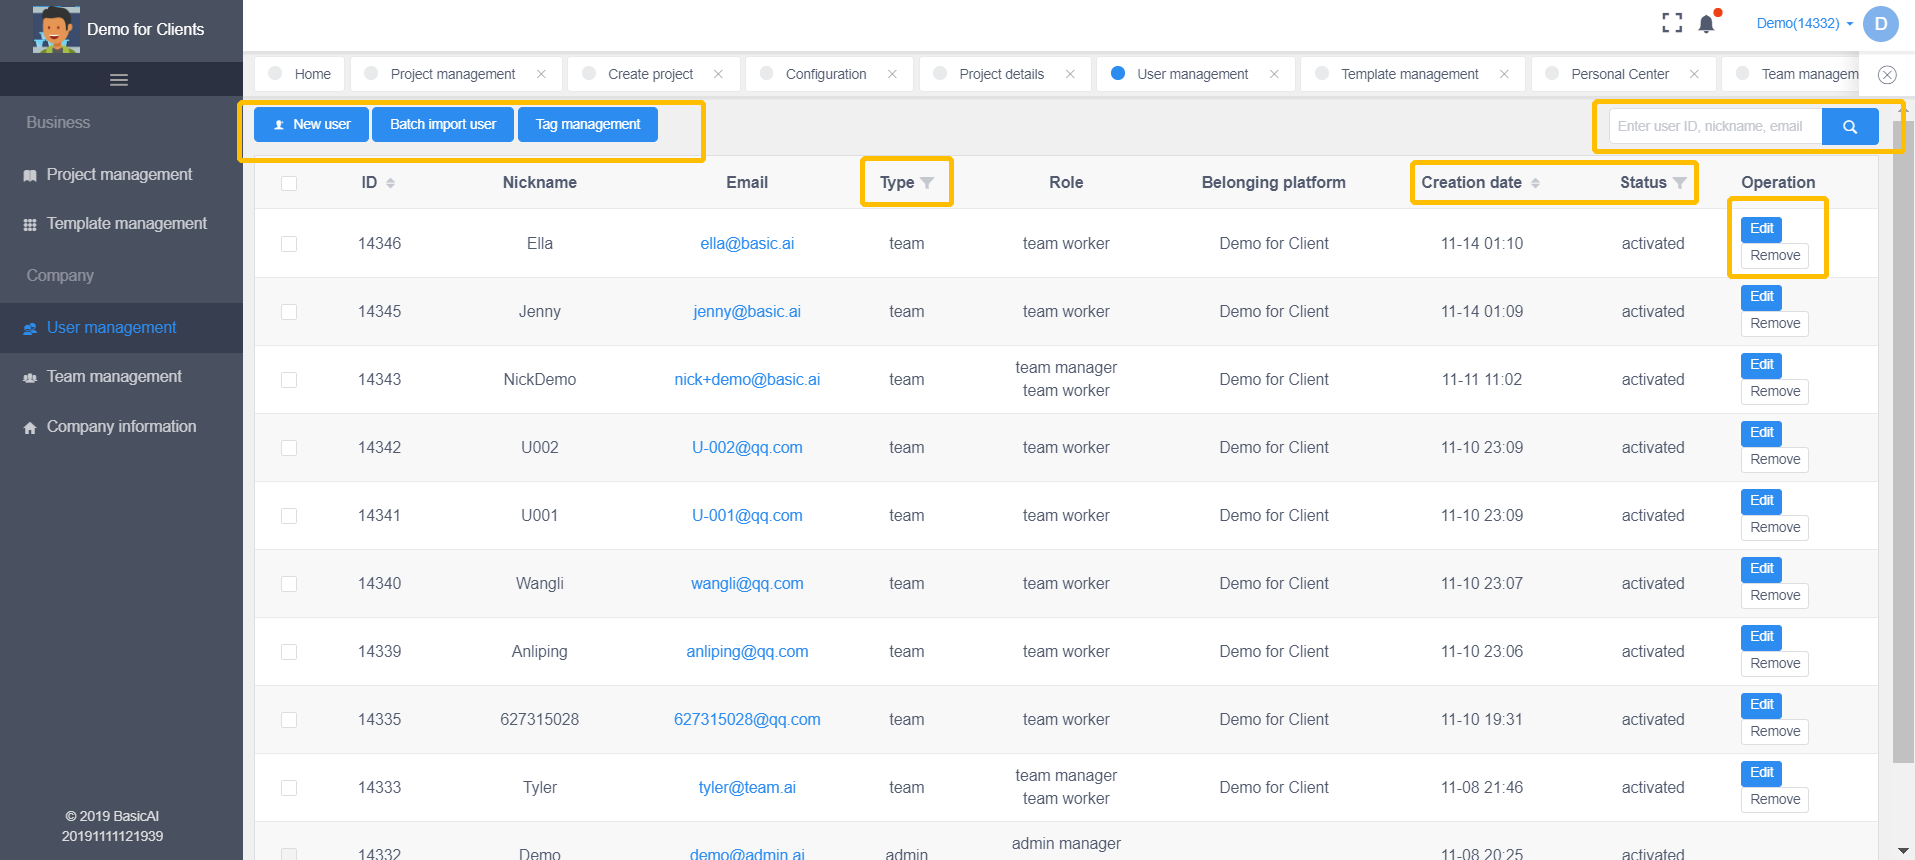 Demo for Clients
Demo(14332)
D
Home
Project management
Create project
Configuration
Project details
User management
Template management
Personal Center
Team managem
Business
Project management
Template management
Company
User management
Team management
Company information
© 2019 BasicAI
20191111121939
New user
Batch import user
Tag management
Enter user ID, nickname, email
ID Nickname Email Type Role Belonging platform Creation date Status Operation
14346 Ella ella@basic.ai team team worker Demo for Client 11-14 01:10 activated Edit
Remove
14345 Jenny jenny@basic.ai team team worker Demo for Client 11-14 01:09 activated Edit
Remove
14343 NickDemo nick+demo@basic.ai team team manager Demo for Client 11-11 11:02 activated Edit
team worker Remove
14342 U002 U-002@qq.com team team worker Demo for Client 11-10 23:09 activated Edit
Remove
14341 U001 U-001@qq.com team team worker Demo for Client 11-10 23:09 activated Edit
Remove
14340 Wangli wangli@qq.com team team worker Demo for Client 11-10 23:07 activated Edit
Remove
14339 Anliping anliping@qq.com team team worker Demo for Client 11-10 23:06 activated Edit
Remove
14335 627315028 627315028@qq.com team team worker Demo for Client 11-10 19:31 activated Edit
Remove
14333 Tyler tyler@team.ai team team manager Demo for Client 11-08 21:46 activated Edit
team worker Remove
admin manager
14332 Demo demo@admin.ai admin 11-08 20:25 activated